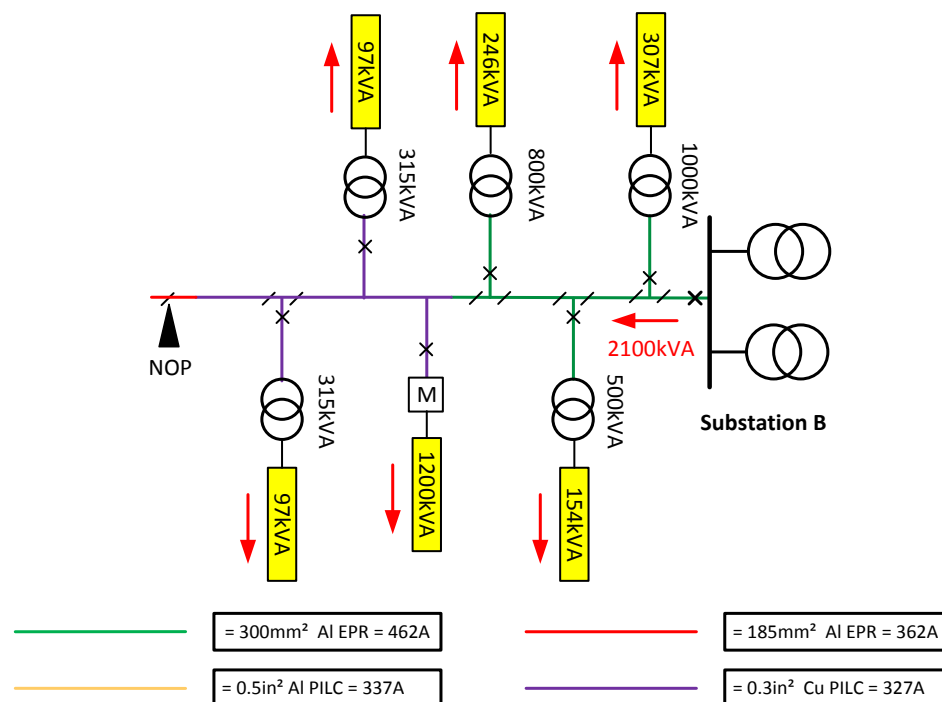 97kVA
246kVA
307kVA
315kVA
800kVA
1000kVA
NOP
2100kVA
315kVA
M
500kVA
Substation B
97kVA
1200kVA
154kVA
= 300mm² Al EPR = 462A
= 185mm² Al EPR = 362A
= 0.5in² Al PILC = 337A
= 0.3in² Cu PILC = 327A